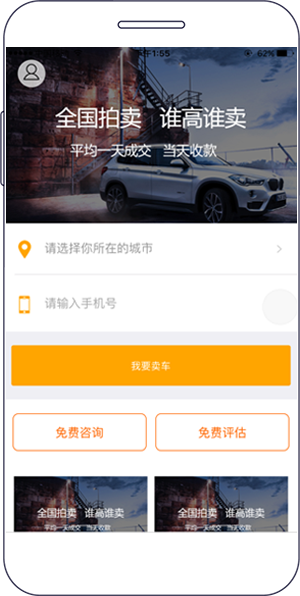 下午1:55 62%
全国拍卖 谁高谁卖
平均一天成交 当天收款
请选择你所在的城市
请输入手机号
我要卖车
免费咨询 免费评估
全国拍卖 谁高谁卖 全国拍卖 谁高谁卖
平均一天成交 当天收款 平均一天成交 当天收款